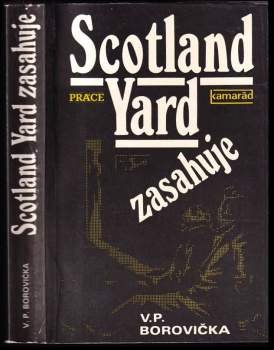 Scotland Yard zasahuje
V. P. BOROVIČKA
Scotland
PRÁCE
Yard
kamarád
zasahuje
V.P.
BOROVIČKA